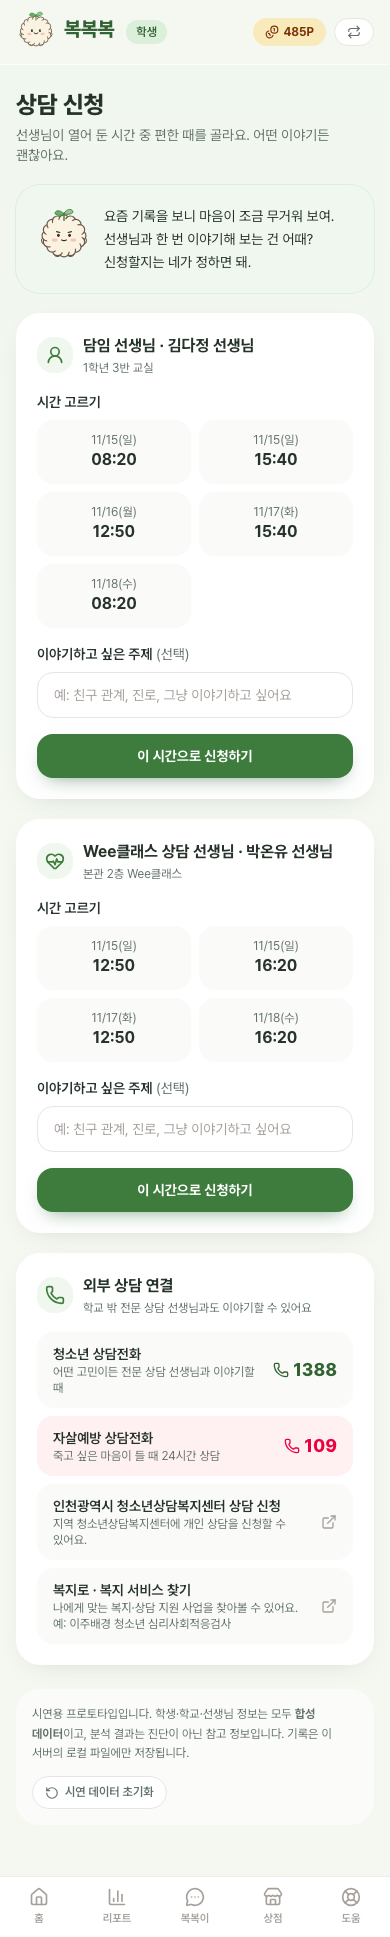 복복복 학생 485P
상담 신청
선생님이 열어 둔 시간 중 편한 때를 골라요. 어떤 이야기든
괜찮아요.
요즘 기록을 보니 마음이 조금 무거워 보여.
선생님과 한 번 이야기해 보는 건 어때?
신청할지는 네가 정하면 돼.
담임 선생님 · 김다정 선생님
1학년 3반 교실
시간 고르기
11/15(일) 11/15(일)
08:20 15:40
11/16(월) 11/17(화)
12:50 15:40
11/18(수)
08:20
이야기하고 싶은 주제 (선택)
예: 친구 관계, 진로, 그냥 이야기하고 싶어요
이 시간으로 신청하기
Wee클래스 상담 선생님 · 박온유 선생님
본관 2층 Wee클래스
시간 고르기
11/15(일) 11/15(일)
12:50 16:20
11/17(화) 11/18(수)
12:50 16:20
이야기하고 싶은 주제 (선택)
예: 친구 관계, 진로, 그냥 이야기하고 싶어요
이 시간으로 신청하기
외부 상담 연결
학교 밖 전문 상담 선생님과도 이야기할 수 있어요
청소년 상담전화
어떤 고민이든 전문 상담 선생님과 이야기할
때
1388
자살예방 상담전화
죽고 싶은 마음이 들 때 24시간 상담
109
인천광역시 청소년상담복지센터 상담 신청
지역 청소년상담복지센터에 개인 상담을 신청할 수
있어요.
복지로 · 복지 서비스 찾기
나에게 맞는 복지·상담 지원 사업을 찾아볼 수 있어요.
예: 이주배경 청소년 심리사회적응검사
시연용 프로토타입입니다. 학생·학교·선생님 정보는 모두 합성
데이터이고, 분석 결과는 진단이 아닌 참고 정보입니다. 기록은 이
서버의 로컬 파일에만 저장됩니다.
시연 데이터 초기화
홈 리포트 복복이 상점 도움